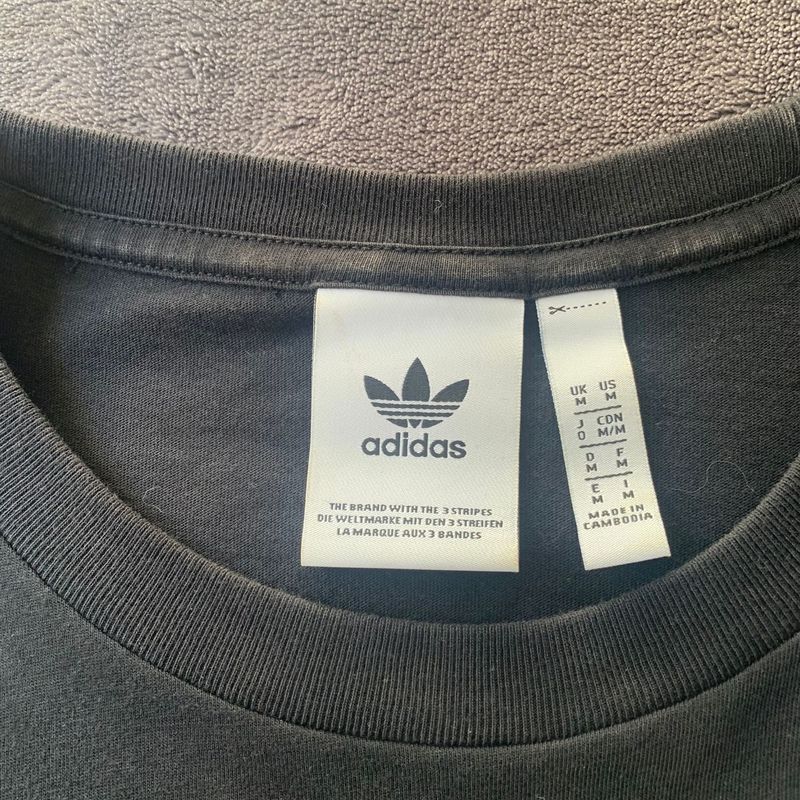 adidas
THE BRAND WITH THE 3 STRIPES
DIE WELTMARKE MIT DEN 3 STREIFEN
LA MARQUE AUX 3 BANDES
UK US
M M
J CDN
O M/M
D F
M M
E I
M M
MADE IN
CAMBODIA